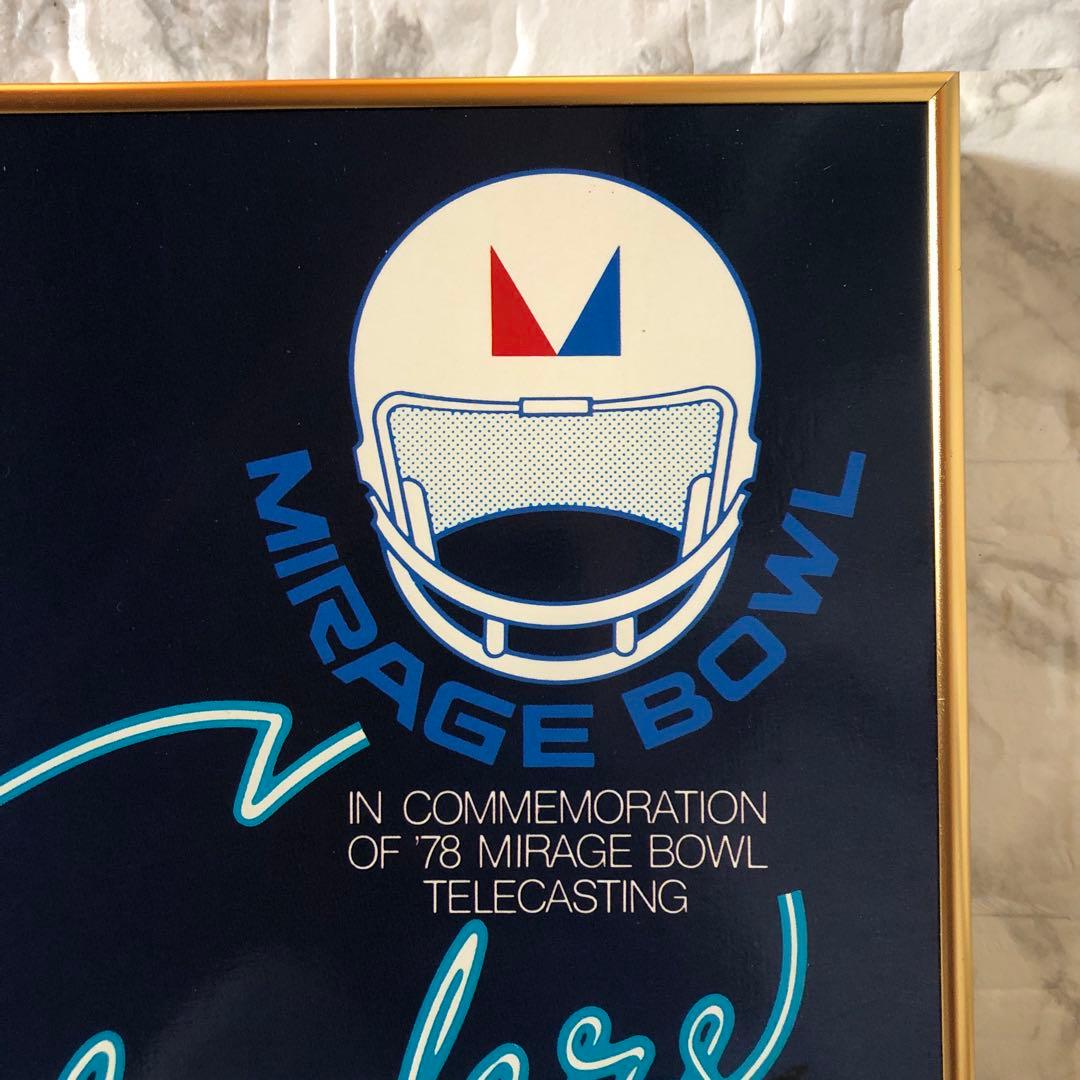 MIRAGE BOWL
IN COMMEMORATION
OF '78 MIRAGE BOWL
TELECASTING